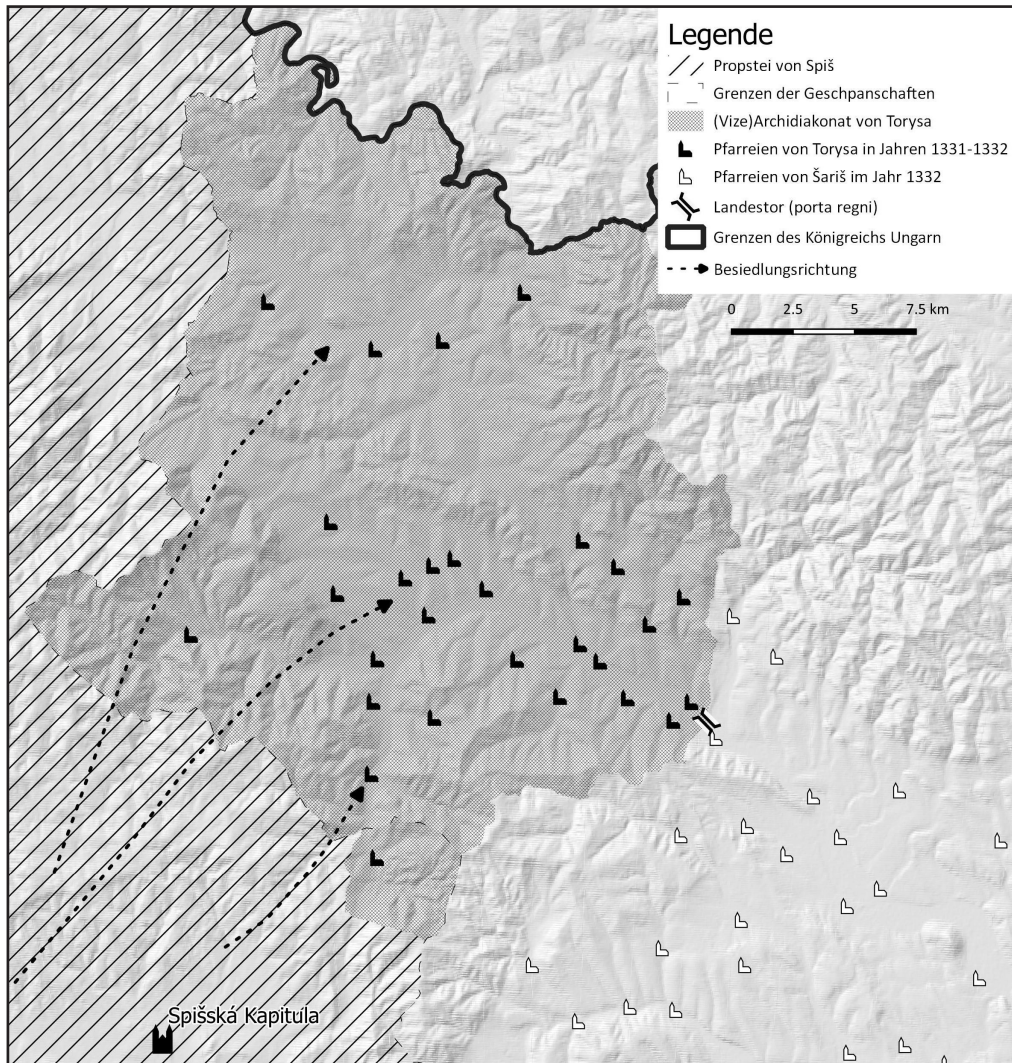 Legende
Propstei von Spiš
Grenzen der Geschpanschaften
(Vize)Archidiakonat von Torysa
Pfarreien von Torysa in Jahren 1331-1332
Pfarreien von Šariš im Jahr 1332
Landestor (porta regni)
Grenzen des Königreichs Ungarn
Besiedlungsrichtung
0 2.5 5 7.5 km
Spišská Kapitula